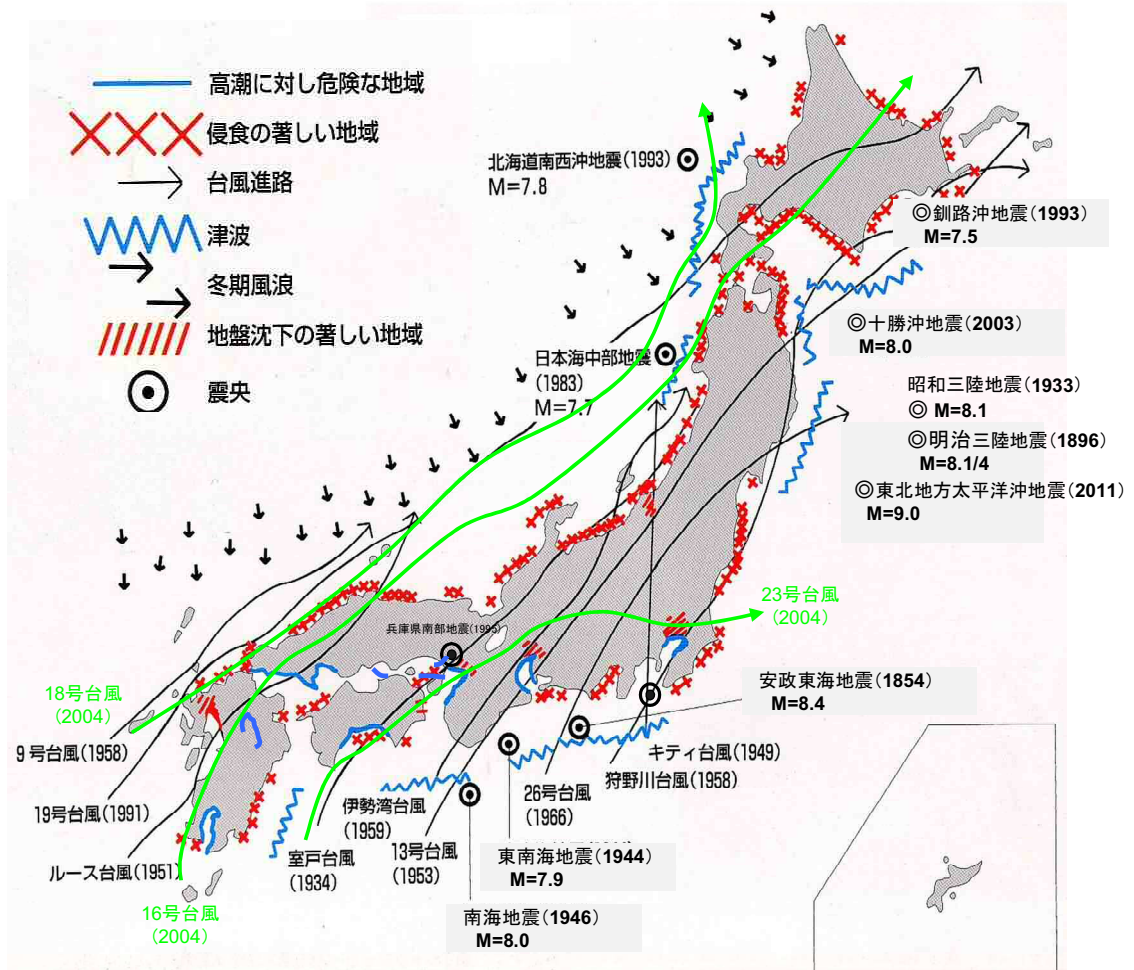 高潮に対し危険な地域
侵食の著しい地域
台風進路
津波
冬期風浪
地盤沈下の著しい地域
震央
北海道南西沖地震(1993)
M=7.8
◎釧路沖地震(1993)
M=7.5
◎十勝沖地震(2003)
M=8.0
日本海中部地震
(1983)
M=7.7
昭和三陸地震(1933)
◎ M=8.1
◎明治三陸地震(1896)
M=8.1/4
◎東北地方太平洋沖地震(2011)
M=9.0
23号台風
(2004)
兵庫県南部地震(1995)
安政東海地震(1854)
M=8.4
18号台風
(2004)
9号台風(1958)
19号台風(1991)
ルース台風(1951)
16号台風
(2004)
室戸台風
(1934)
伊勢湾台風
(1959)
13号台風
(1953)
26号台風
(1966)
狩野川台風(1958)
キティ台風(1949)
東南海地震(1944)
M=7.9
南海地震(1946)
M=8.0